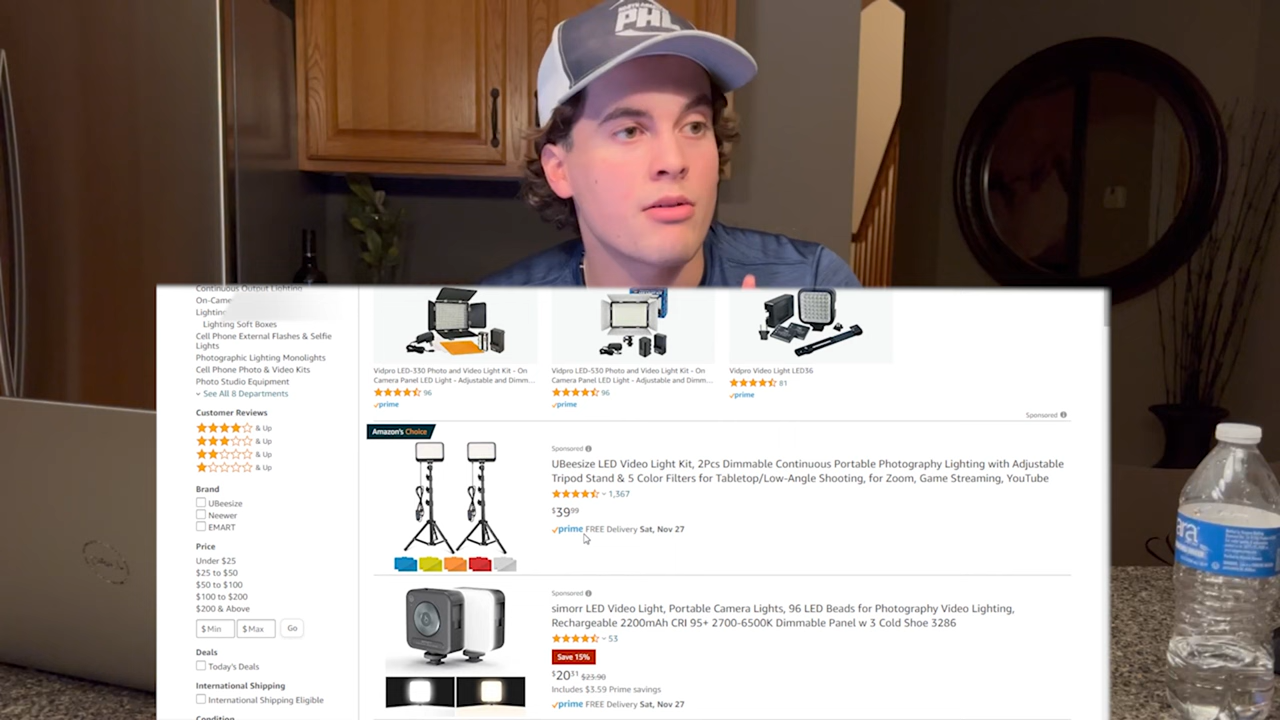 PHL
Continuous Output Lighting
On-Came
Lighting
Lighting Soft Boxes
Cell Phone External Flashes & Selfie
Lights
Photographic Lighting Monolights
Cell Phone Photo & Video Kits
Photo Studio Equipment
See All 8 Departments
Customer Reviews
& Up
& Up
& Up
& Up
Brand
UBeesize
Neewer
EMART
Price
Under $25
$25 to $50
$50 to $100
$100 to $200
$200 & Above
$ Min $ Max Go
Deals
Today's Deals
International Shipping
International Shipping Eligible
Condition
Vidpro LED-330 Photo and Video Light Kit - On
Camera Panel LED Light - Adjustable and Dimm...
96
prime
Vidpro LED-530 Photo and Video Light Kit - On
Camera Panel LED Light - Adjustable and Dimm...
96
prime
Vidpro Video Light LED36
81
prime
Sponsored
Amazon's Choice
Sponsored
UBeesize LED Video Light Kit, 2Pcs Dimmable Continuous Portable Photography Lighting with Adjustable
Tripod Stand & 5 Color Filters for Tabletop/Low-Angle Shooting, for Zoom, Game Streaming, YouTube
1,367
$39.99
prime FREE Delivery Sat, Nov 27
Sponsored
simorr LED Video Light, Portable Camera Lights, 96 LED Beads for Photography Video Lighting,
Rechargeable 2200mAh CRI 95+ 2700-6500K Dimmable Panel w 3 Cold Shoe 3286
53
Save 15%
$20.31 $23.90
Includes $3.59 Prime savings
prime FREE Delivery Sat, Nov 27
DELL